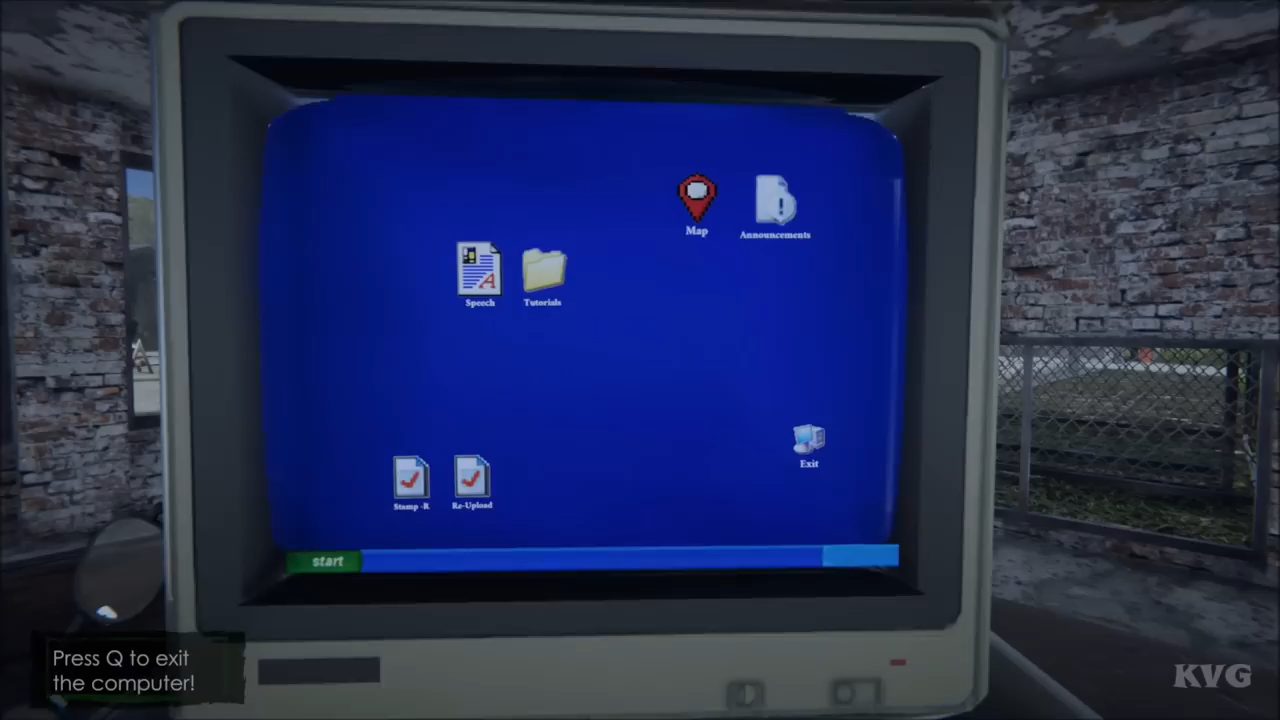 Map
Announcements
Speech
Tutorials
Exit
Stamp -R
Re-Upload
start
Press Q to exit
the computer!
KVG